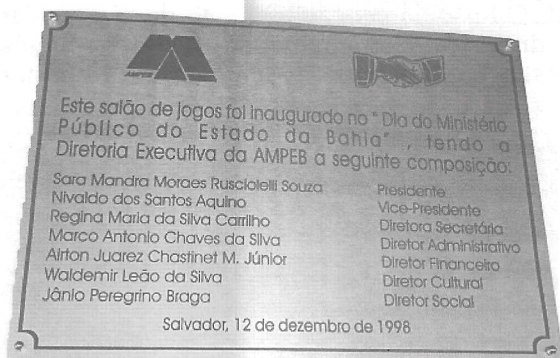 AMPEB
Este salão de jogos foi inaugurado no " Dia do Ministério
Público do Estado da Bahia" , tendo a
Diretoria Executiva da AMPEB a seguinte composição:
Sara Mandra Moraes Rusciolelli Souza Presidente
Nivaldo dos Santos Aquino Vice-Presidente
Regina Maria da Silva Carrilho Diretora Secretária
Marco Antonio Chaves da Silva Diretor Administrativo
Airton Juarez Chastinet M. Júnior Diretor Financeiro
Waldemir Leão da Silva Diretor Cultural
Jânio Peregrino Braga Diretor Social
Salvador, 12 de dezembro de 1998